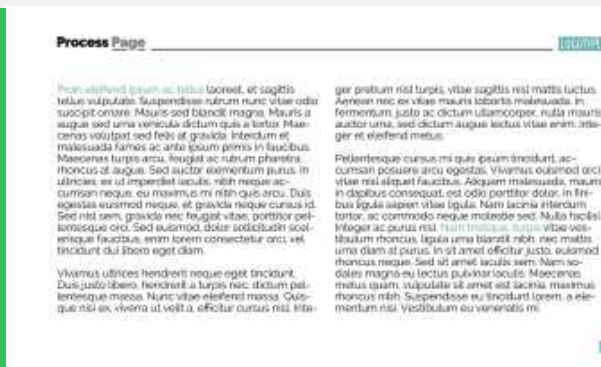 Process Page
LOGOTYPE
Proin eleifend ipsum ac tellus laoreet, et sagittis
tellus vulputate. Suspendisse rutrum nunc vitae odio
suscipit ornare. Mauris sed blandit magna. Mauris a
augue sed urna vehicula dictum quis a tortor. Mae-
cenas volutpat sed felis at gravida. Interdum et
malesuada fames ac ante ipsum primis in faucibus.
Maecenas turpis arcu, feugiat ac rutrum pharetra,
rhoncus at augue. Sed auctor elementum purus. In
ultricies, ex ut imperdiet iaculis, nibh neque ac-
cumsan neque, eu maximus mi nibh quis arcu. Duis
egestas euismod neque, et gravida neque cursus id.
Sed nisl sem, gravida nec feugiat vitae, porttitor pel-
lentesque orci. Sed euismod, dolor sollicitudin scel-
erisque faucibus, enim lorem consectetur arcu, vel
tincidunt dui libero eget diam.
Vivamus ultrices hendrerit neque eget tincidunt.
Duis justo libero, hendrerit a turpis nec, dictum pel-
lentesque massa. Nunc vitae eleifend massa. Quis-
que nisi ex, viverra ut velit a, efficitur cursus nisl. Inte-
ger pretium nisl turpis, vitae sagittis nisl mattis luctus.
Aenean nec ex vitae mauris lobortis malesuada. In
fermentum, justo ac dictum ullamcorper, nulla mauris
auctor urna, sed dictum augue lectus vitae enim. Inte-
ger et eleifend metus.
Pellentesque cursus mi quis ipsum tincidunt, ac-
cumsan posuere arcu egestas. Vivamus euismod orci
vitae nisl aliquet faucibus. Aliquam malesuada, mauris
in dapibus consequat, est odio porttitor dolor, in fini-
bus ligula sapien vitae ligula. Nam lacinia interdum
tortor, ac commodo neque molestie sed. Nulla facilisi.
Integer ac purus nisl. Nam tristique, turpis vitae ves-
tibulum rhoncus, ligula urna blandit nibh, nec mattis
urna diam at purus. In sit amet efficitur justo, euismod
rhoncus neque. Sed sit amet iaculis sem. Nam so-
dales magna eu lectus pulvinar iaculis. Maecenas
metus quam, vulputate sit amet est lacinia, maximus
rhoncus nibh. Suspendisse eu tincidunt lorem, a ele-
mentum nisl. Vestibulum eu venenatis mi.